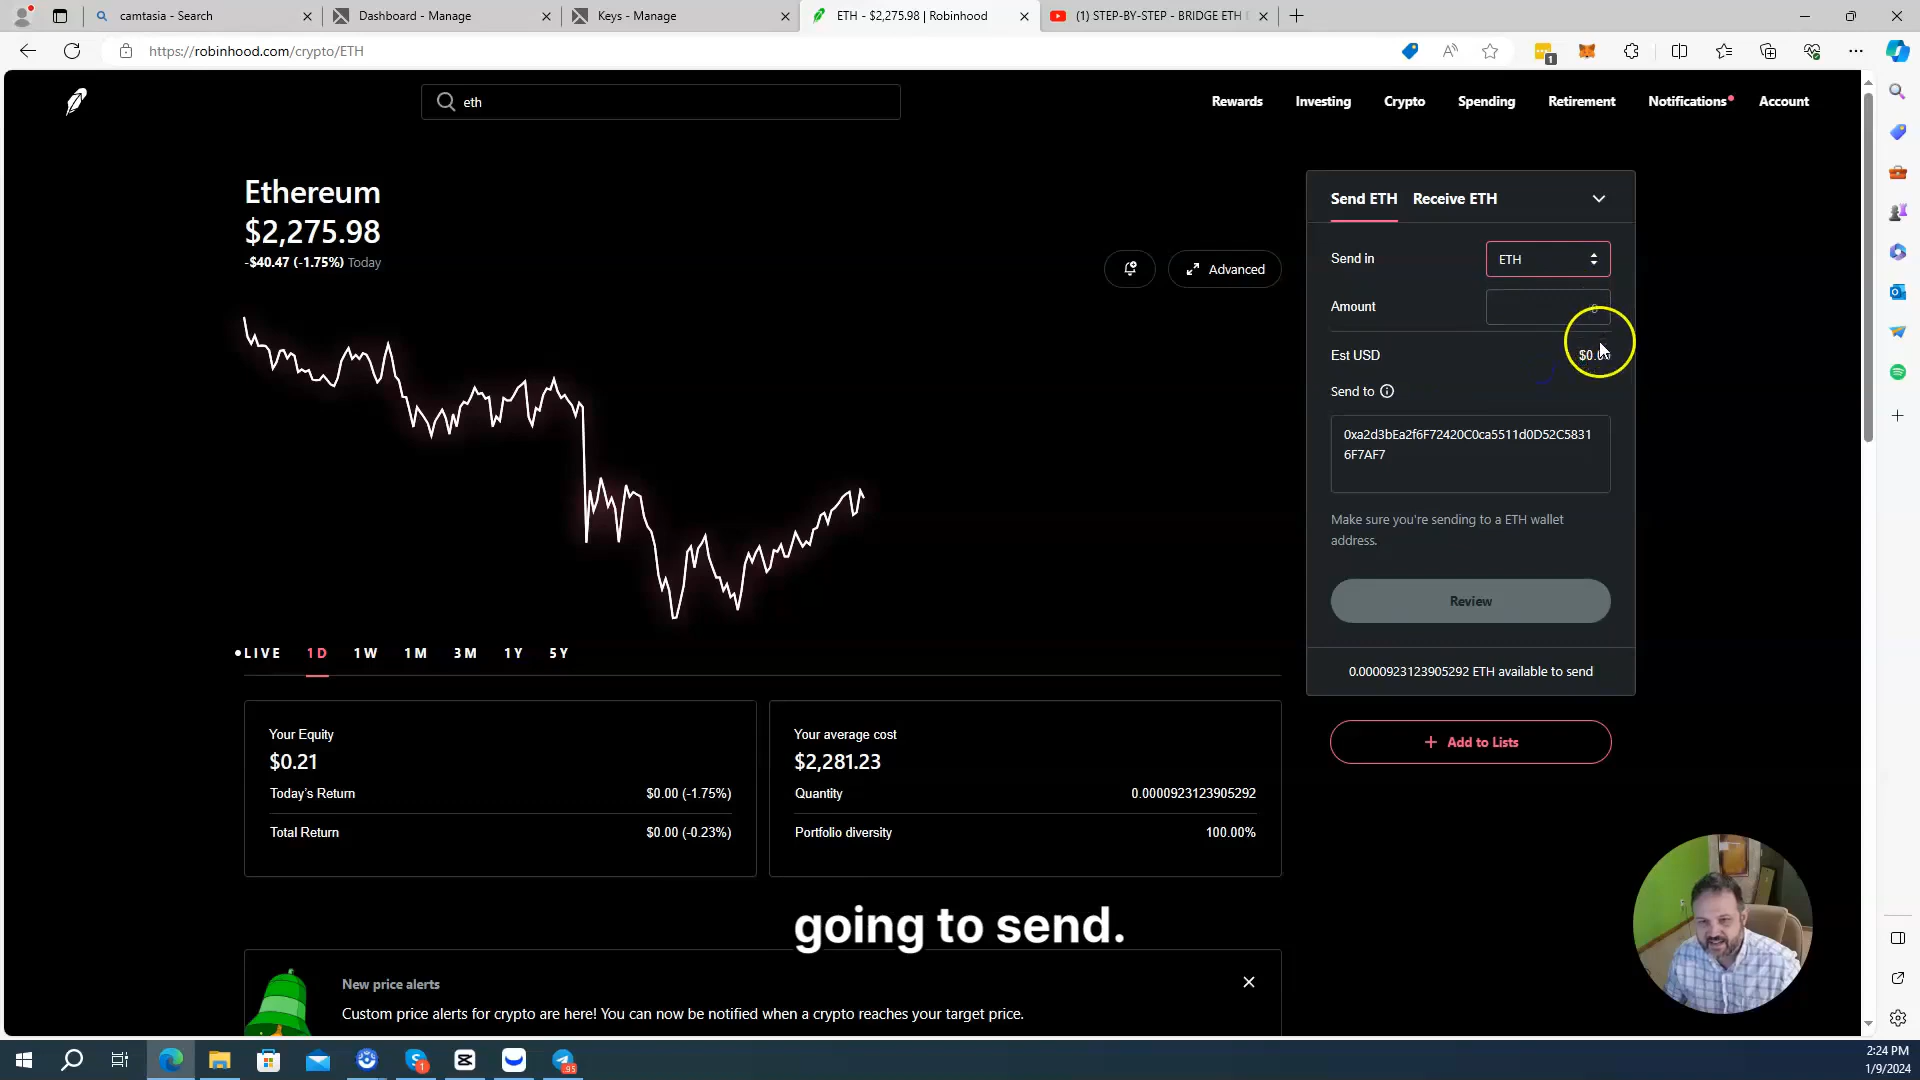 camtasia - Search
Dashboard - Manage
Keys - Manage
ETH - $2,275.98 | Robinhood
(1) STEP-BY-STEP - BRIDGE ETH
https://robinhood.com/crypto/ETH
1
eth
Rewards
Investing
Crypto
Spending
Retirement
Notifications
Account
Ethereum
$2,275.98
-$40.47 (-1.75%) Today
Advanced
Send ETH
Receive ETH
Send in
ETH
Amount
Est USD
Send to
0xa2d3bEa2f6F72420C0ca5511d0D52C5831
6F7AF7
Make sure you're sending to a ETH wallet
address.
Review
0.0000923123905292 ETH available to send
Add to Lists
LIVE
1D
1W
1M
3M
1Y
5Y
Your Equity
$0.21
Today's Return
$0.00 (-1.75%)
Total Return
$0.00 (-0.23%)
Your average cost
$2,281.23
Quantity
0.0000923123905292
Portfolio diversity
100.00%
going to send.
New price alerts
Custom price alerts for crypto are here! You can now be notified when a crypto reaches your target price.
1
95
2:24 PM
1/9/2024